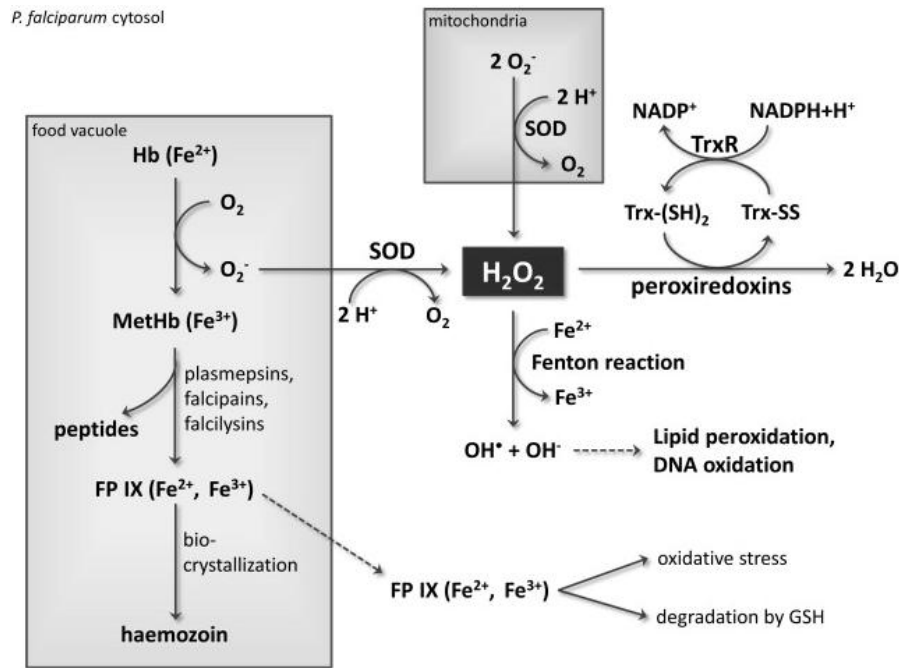 P. falciparum cytosol
mitochondria
2 O₂⁻
2 H⁺
SOD
O₂
NADP⁺
NADPH+H⁺
TrxR
Trx-(SH)₂
Trx-SS
food vacuole
Hb (Fe²⁺)
O₂
O₂⁻
SOD
2 H⁺
O₂
H₂O₂
peroxiredoxins
2 H₂O
MetHb (Fe³⁺)
plasmepsins,
falcipains,
falcilysins
peptides
Fe²⁺
Fenton reaction
Fe³⁺
OH• + OH⁻
Lipid peroxidation,
DNA oxidation
FP IX (Fe²⁺, Fe³⁺)
bio-
crystallization
haemozoin
FP IX (Fe²⁺, Fe³⁺)
oxidative stress
degradation by GSH